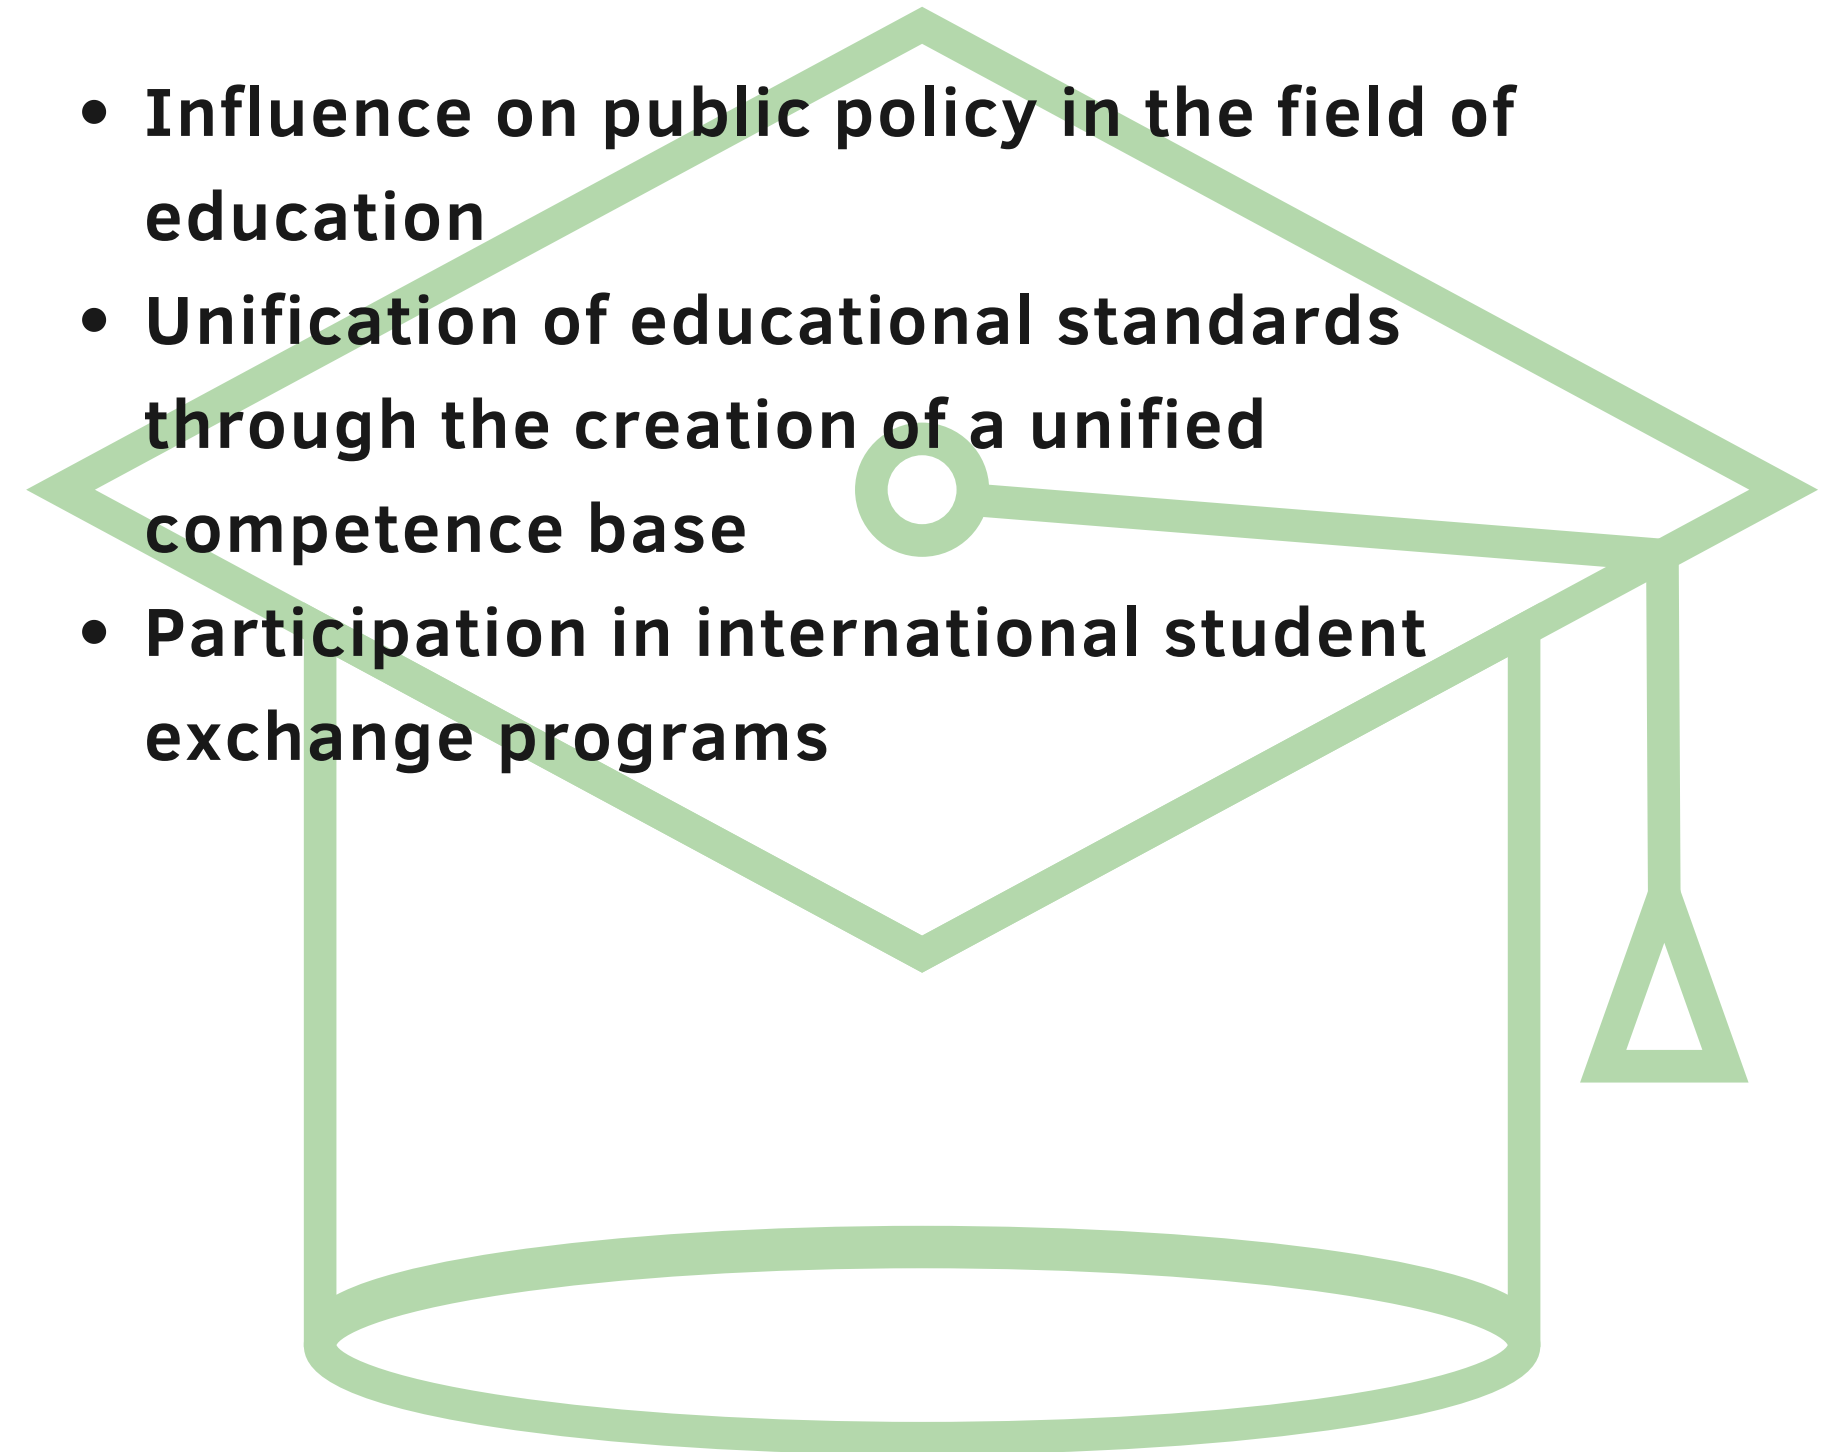 • Influence on public policy in the field of
education
• Unification of educational standards
through the creation of a unified
competence base
• Participation in international student
exchange programs